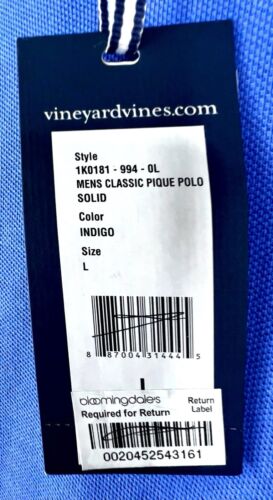 vineyardvines.com
Style
1K0181 - 994 - 0L
MENS CLASSIC PIQUE POLO
SOLID
Color
INDIGO
Size
L
8 87004 31444 5
bloomingdale's Return
Required for Return Label
0020452543161